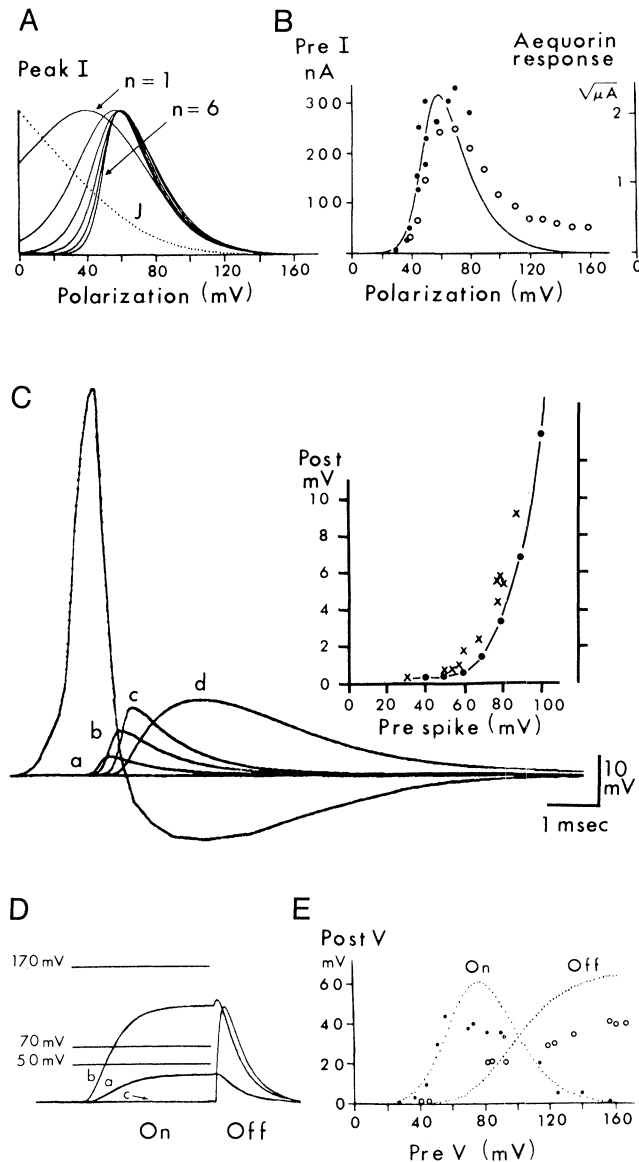 A
Peak I
n = 1
n = 6
J
0 40 80 120 160
Polarization (mV)
B
Pre I
nA
Aequorin
response
√μA
300
200
100
2
1
0
0 40 80 120 160
Polarization (mV)
C
a
b
c
d
Post
mV
10
8
6
4
2
0
0 20 40 60 80 100
Pre spike (mV)
10
mV
1 msec
D
170 mV
70 mV
50 mV
b
a
c
On
Off
E
Post V
mV
60
40
20
0
On
Off
0 40 80 120 160
Pre V (mV)